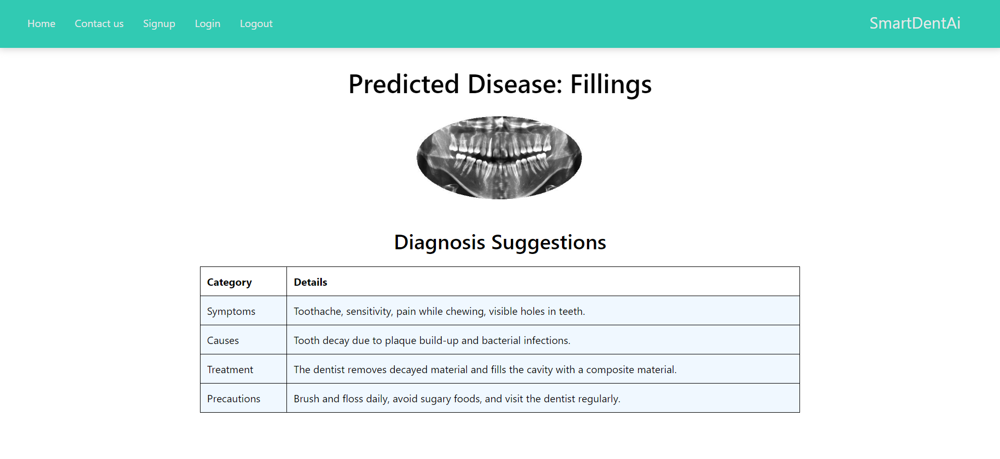 Home Contact us Signup Login Logout SmartDentAi
Predicted Disease: Fillings
Diagnosis Suggestions
Category Details
Symptoms Toothache, sensitivity, pain while chewing, visible holes in teeth.
Causes Tooth decay due to plaque build-up and bacterial infections.
Treatment The dentist removes decayed material and fills the cavity with a composite material.
Precautions Brush and floss daily, avoid sugary foods, and visit the dentist regularly.